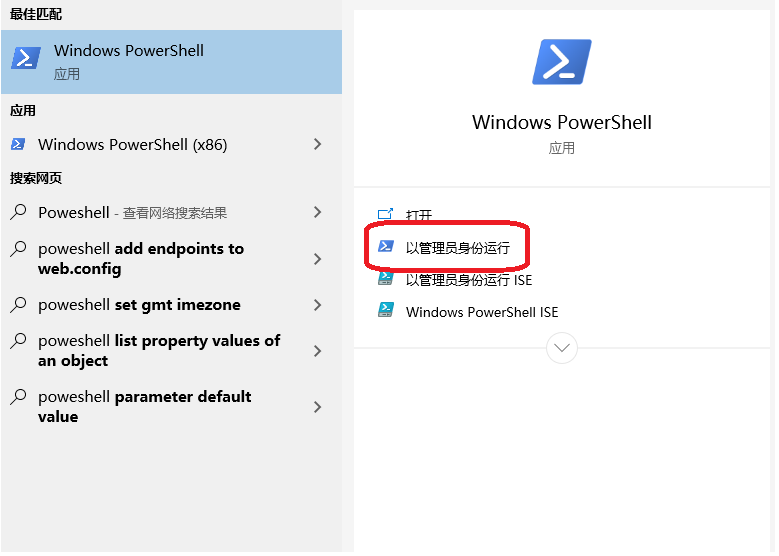 最佳匹配
Windows PowerShell
应用
应用
Windows PowerShell (x86)
搜索网页
Poweshell - 查看网络搜索结果
poweshell add endpoints to
web.config
poweshell set gmt imezone
poweshell list property values of
an object
poweshell parameter default
value
Windows PowerShell
应用
打开
以管理员身份运行
以管理员身份运行 ISE
Windows PowerShell ISE